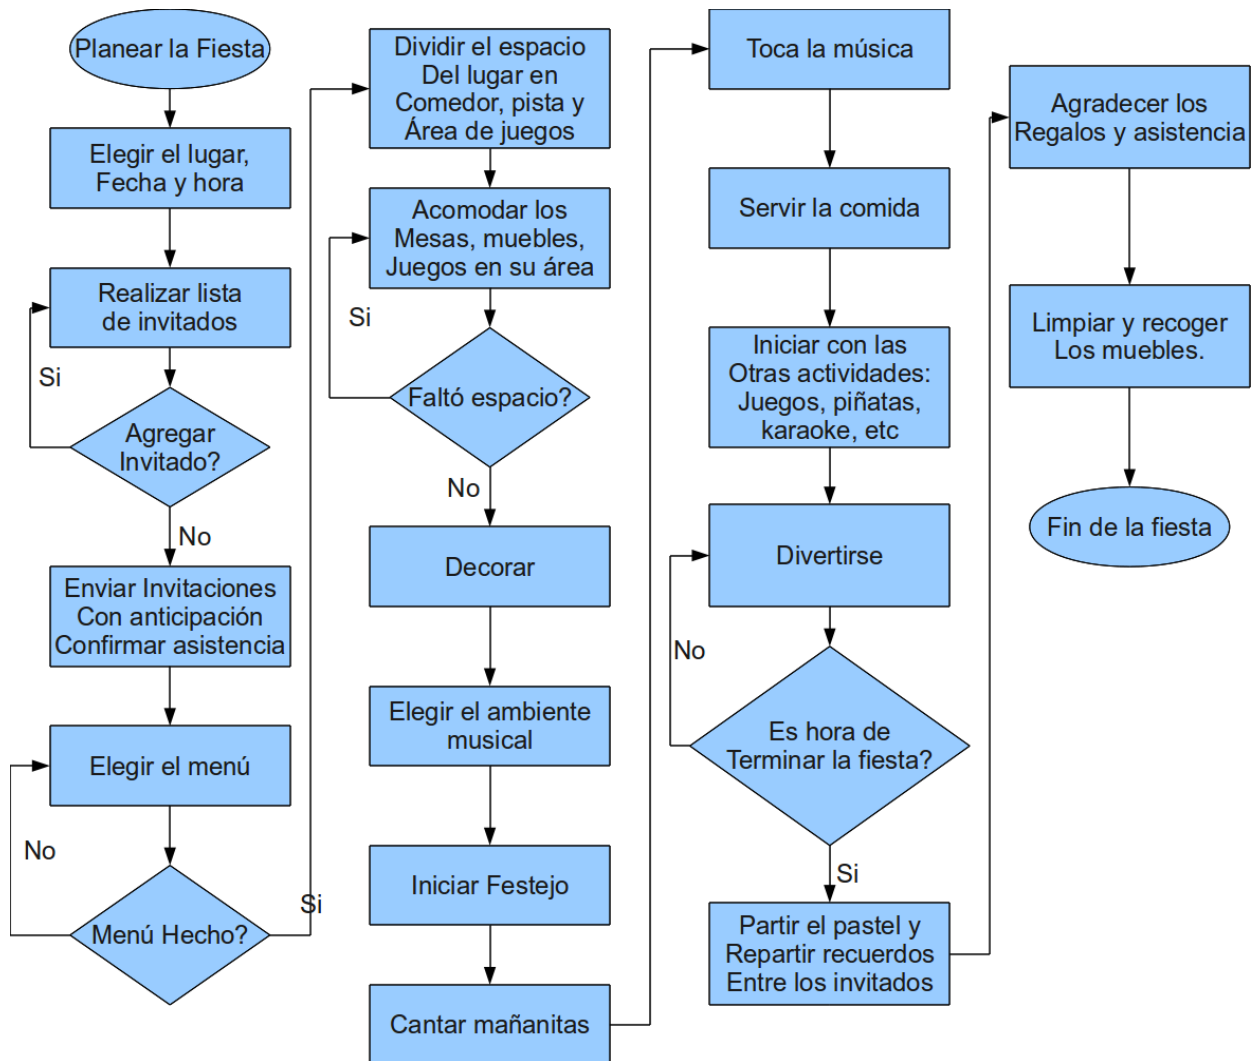 Planear la Fiesta
Elegir el lugar,
Fecha y hora
Realizar lista
de invitados
Si
Agregar
Invitado?
No
Enviar Invitaciones
Con anticipación
Confirmar asistencia
Elegir el menú
No
Menú Hecho?
Si
Dividir el espacio
Del lugar en
Comedor, pista y
Área de juegos
Acomodar los
Mesas, muebles,
Juegos en su área
Si
Faltó espacio?
No
Decorar
Elegir el ambiente
musical
Iniciar Festejo
Cantar mañanitas
Toca la música
Servir la comida
Iniciar con las
Otras actividades:
Juegos, piñatas,
karaoke, etc
Divertirse
No
Es hora de
Terminar la fiesta?
Si
Partir el pastel y
Repartir recuerdos
Entre los invitados
Agradecer los
Regalos y asistencia
Limpiar y recoger
Los muebles.
Fin de la fiesta